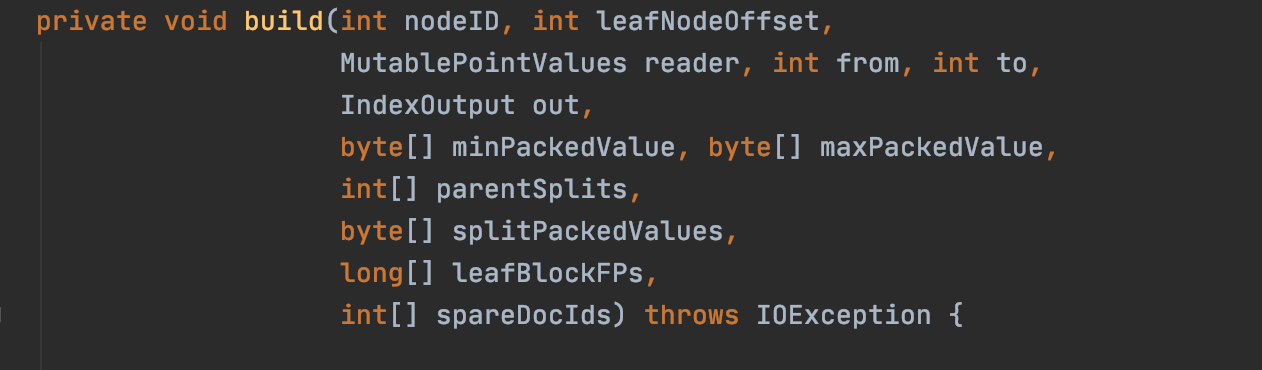 private void build(int nodeID, int leafNodeOffset,
MutablePointValues reader, int from, int to,
IndexOutput out,
byte[] minPackedValue, byte[] maxPackedValue,
int[] parentSplits,
byte[] splitPackedValues,
long[] leafBlockFPs,
int[] spareDocIds) throws IOException {